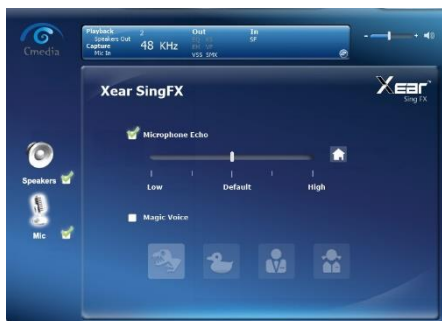 Cmedia
Playback 2
Speakers Out
Capture 48 KHz
Mic In
Out
VSS SMX
In
SF
Xear SingFX
Xear
Sing FX
Microphone Echo
Low Default High
Speakers
Magic Voice
Mic